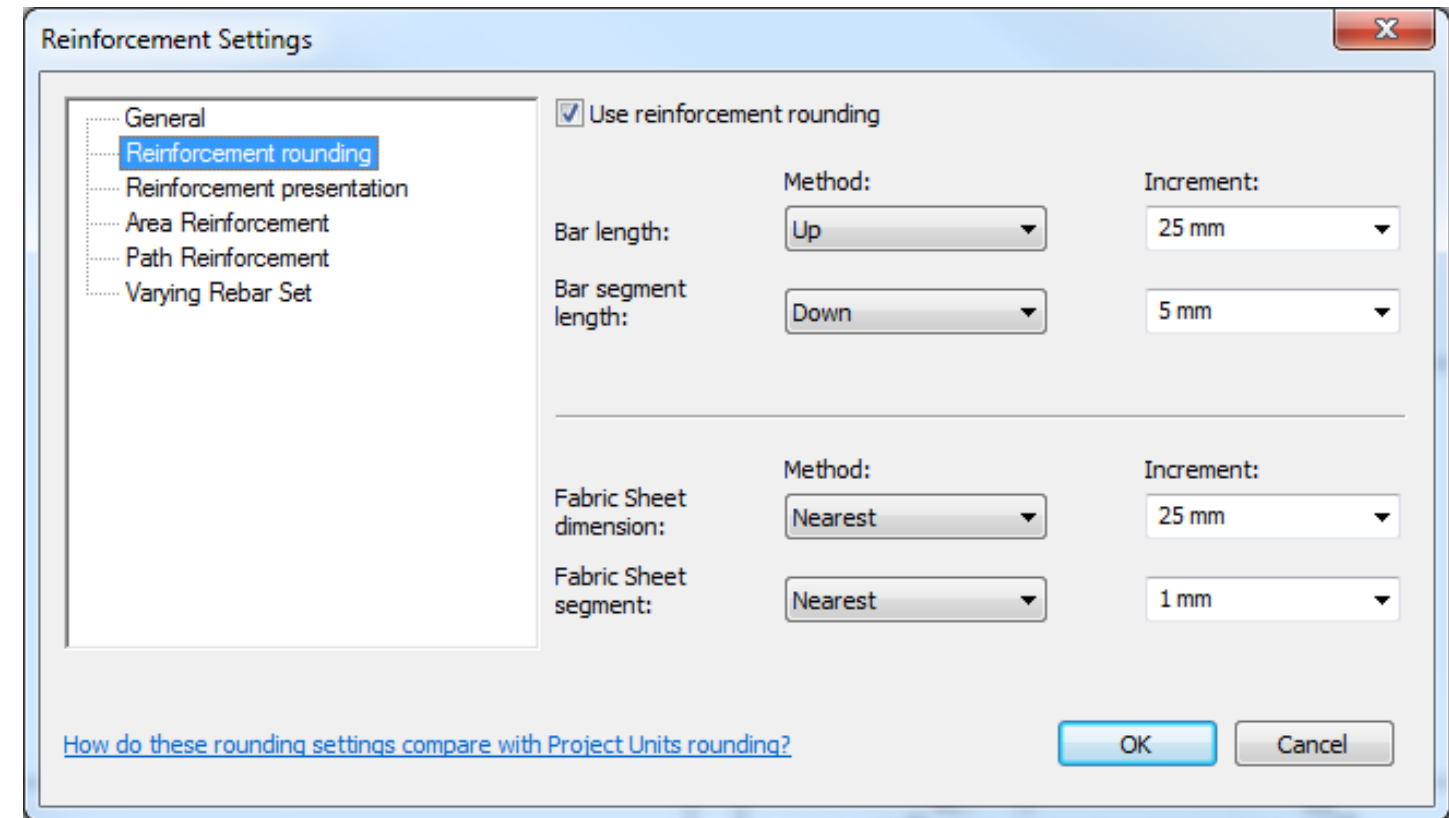 Reinforcement Settings
General
Reinforcement rounding
Reinforcement presentation
Area Reinforcement
Path Reinforcement
Varying Rebar Set
Use reinforcement rounding
Method:
Increment:
Bar length:
Up
25 mm
Bar segment
length:
Down
5 mm
Method:
Increment:
Fabric Sheet
dimension:
Nearest
25 mm
Fabric Sheet
segment:
Nearest
1 mm
How do these rounding settings compare with Project Units rounding?
OK
Cancel